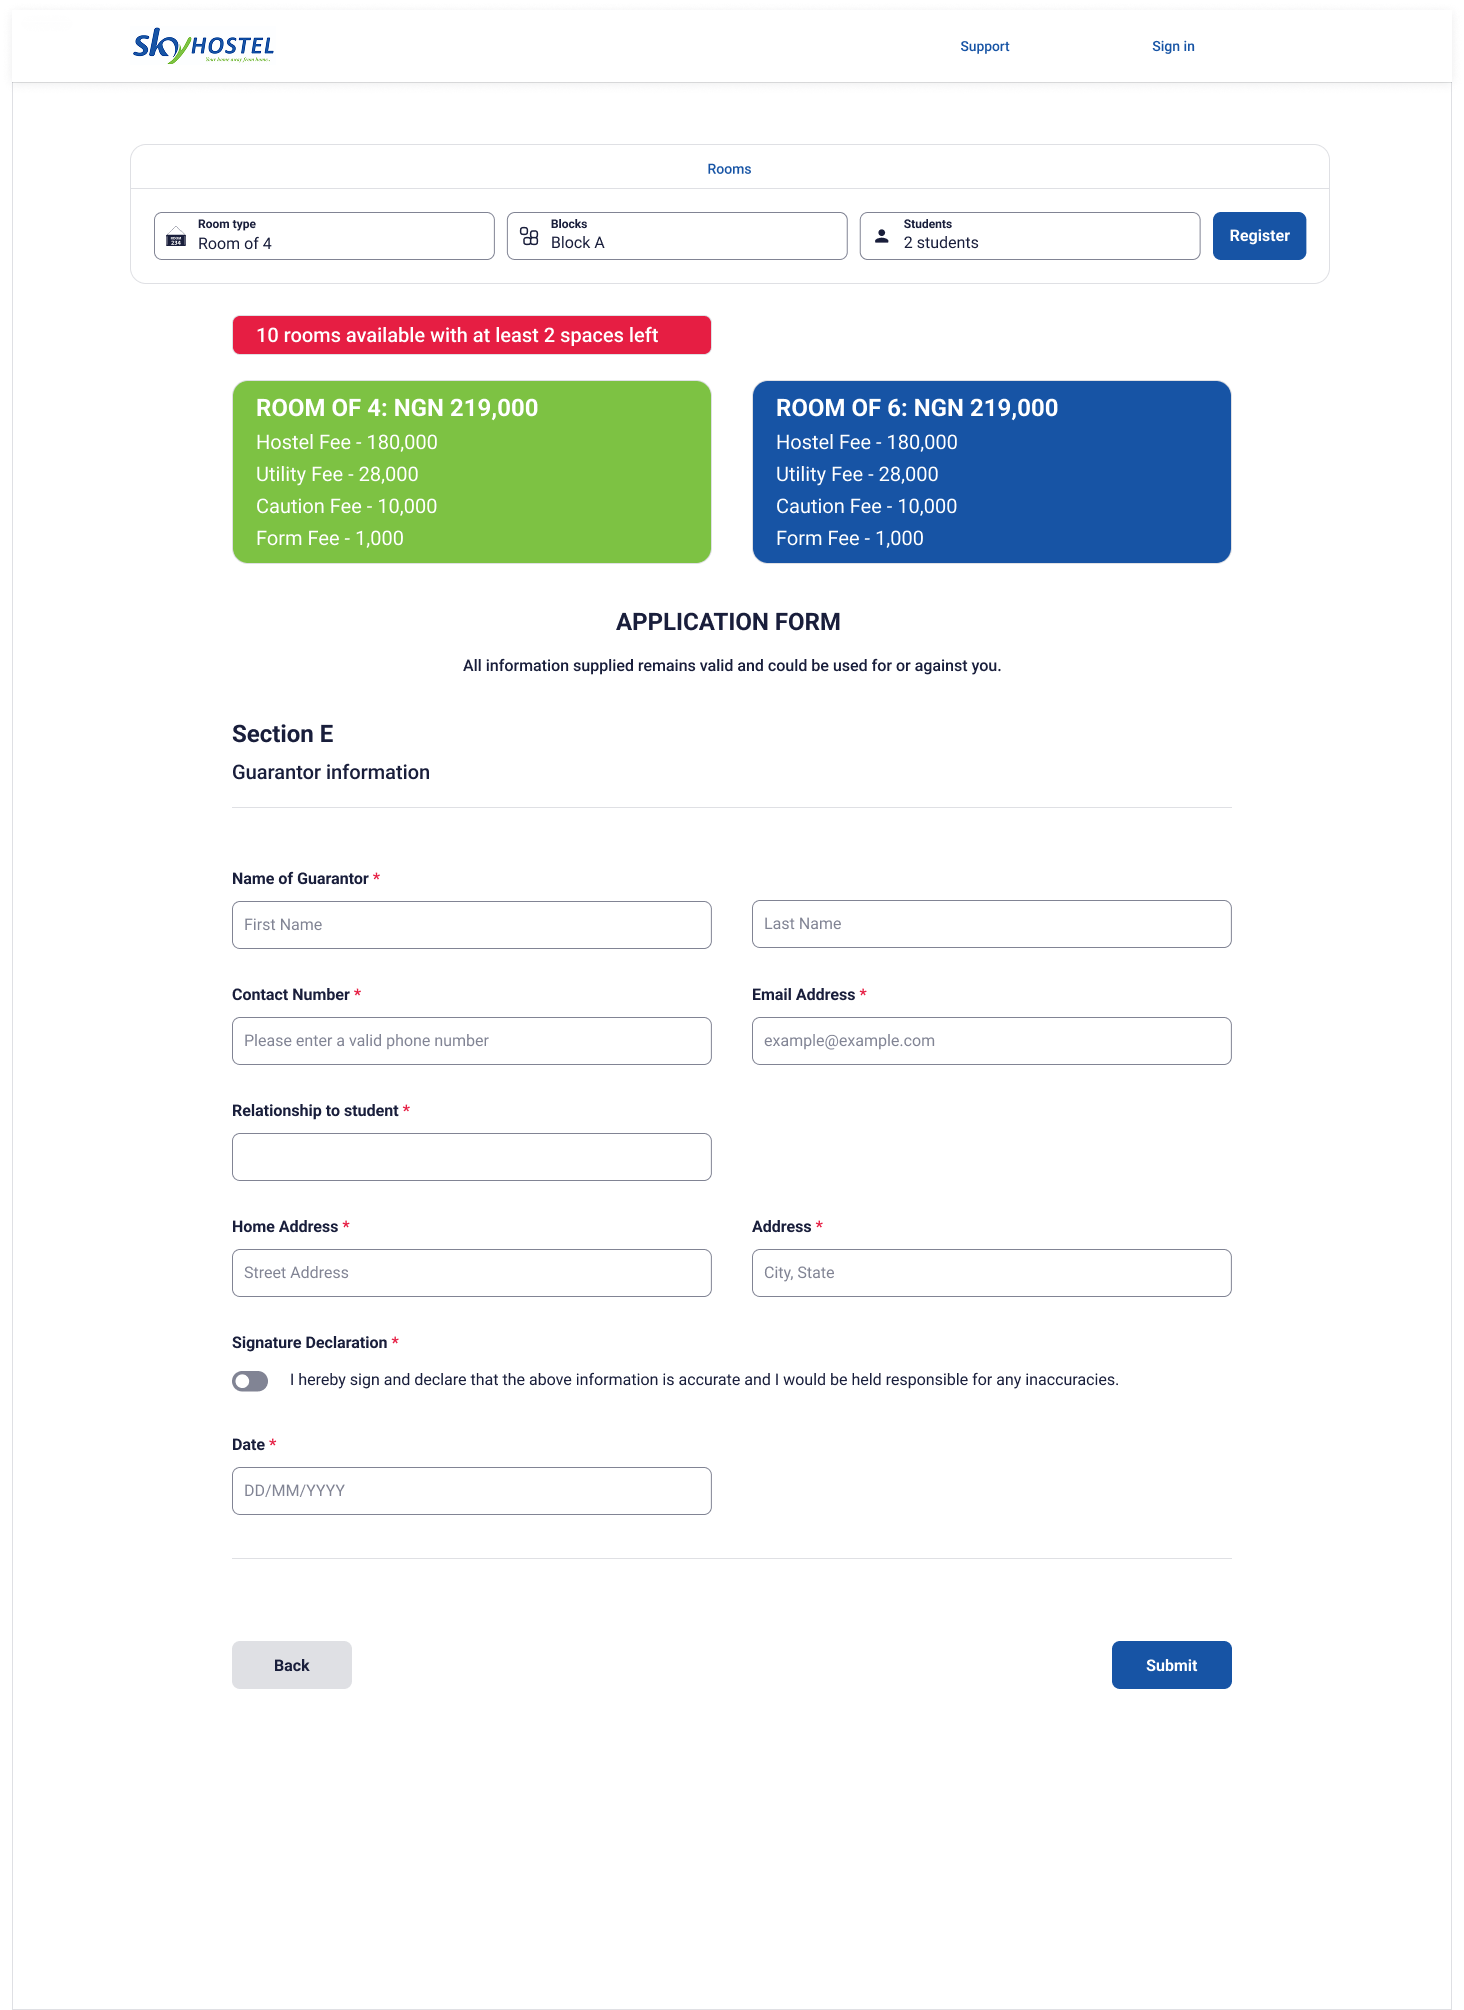 skyHOSTEL
Your home away from home..
Support
Sign in
Rooms
Room type
Room of 4
Blocks
Block A
Students
2 students
Register
ROOM
234
10 rooms available with at least 2 spaces left
ROOM OF 4: NGN 219,000
Hostel Fee - 180,000
Utility Fee - 28,000
Caution Fee - 10,000
Form Fee - 1,000
ROOM OF 6: NGN 219,000
Hostel Fee - 180,000
Utility Fee - 28,000
Caution Fee - 10,000
Form Fee - 1,000
APPLICATION FORM
All information supplied remains valid and could be used for or against you.
Section E
Guarantor information
Name of Guarantor *
First Name
Last Name
Contact Number *
Please enter a valid phone number
Email Address *
example@example.com
Relationship to student *
Home Address *
Street Address
Address *
City, State
Signature Declaration *
I hereby sign and declare that the above information is accurate and I would be held responsible for any inaccuracies.
Date *
DD/MM/YYYY
Back
Submit